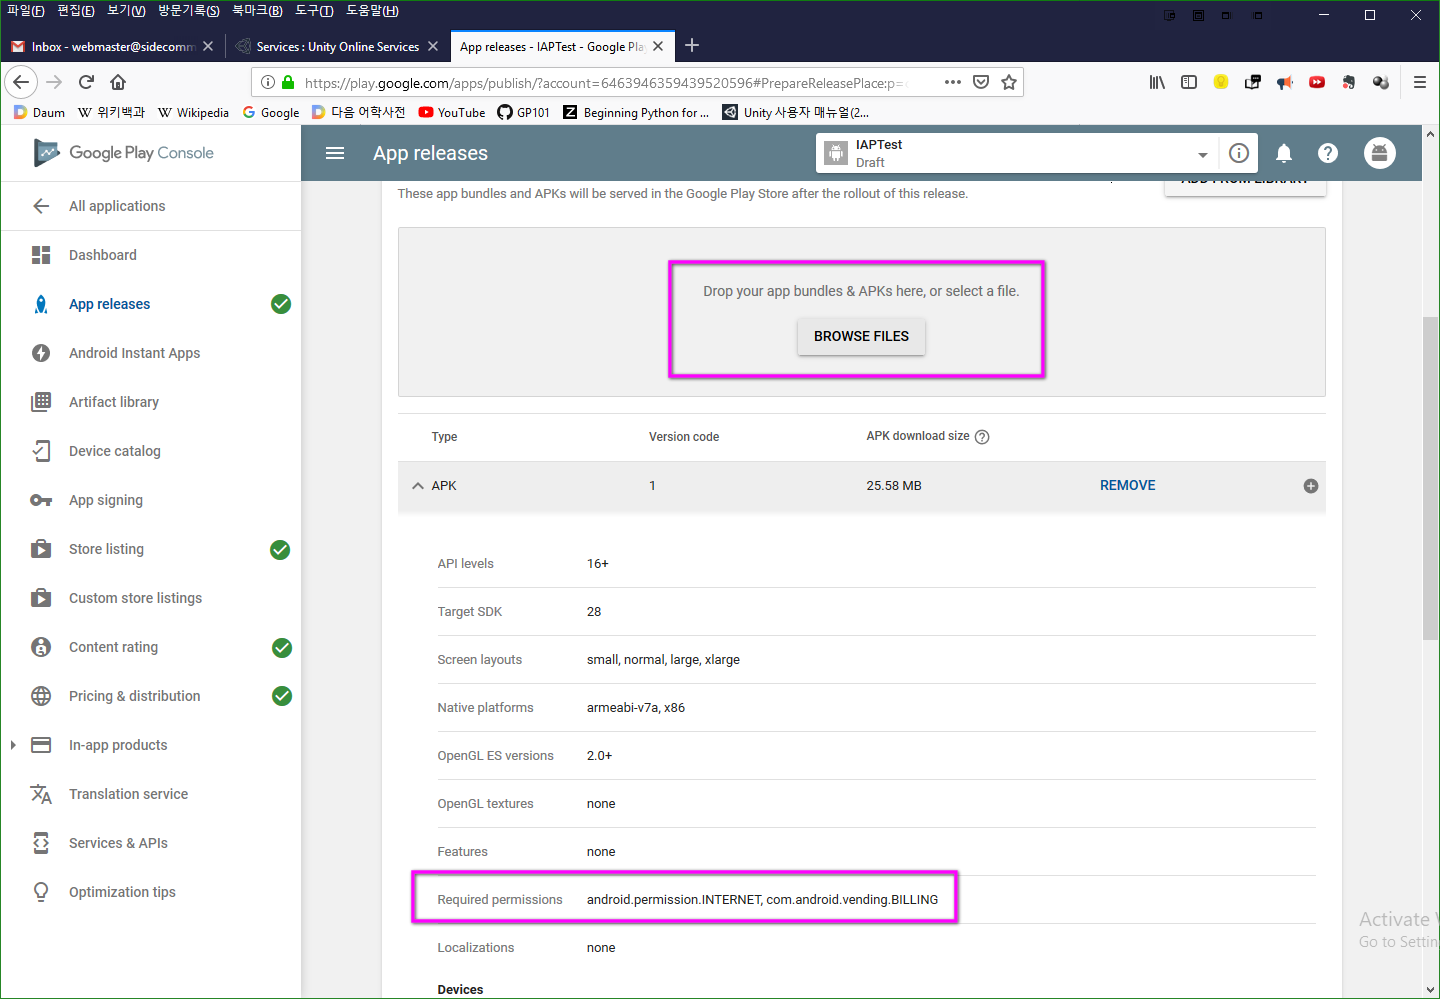 파일(F) 편집(E) 보기(V) 방문기록(S) 북마크(B) 도구(T) 도움말(H)
Inbox - webmaster@sidecomm
Services : Unity Online Services
App releases - IAPTest - Google Pla
https://play.google.com/apps/publish/?account=6463946359439520596#PrepareReleasePlace:p=
Daum 위키백과 Wikipedia Google 다음 어학사전 YouTube GP101 Beginning Python for ... Unity 사용자 매뉴얼(2...
Google Play Console
App releases
IAPTest
Draft
All applications
Dashboard
App releases
Android Instant Apps
Artifact library
Device catalog
App signing
Store listing
Custom store listings
Content rating
Pricing & distribution
In-app products
Translation service
Services & APIs
Optimization tips
ADD FROM LIBRARY
These app bundles and APKs will be served in the Google Play Store after the rollout of this release.
Drop your app bundles & APKs here, or select a file.
BROWSE FILES
Type Version code APK download size
APK 1 25.58 MB REMOVE
API levels 16+
Target SDK 28
Screen layouts small, normal, large, xlarge
Native platforms armeabi-v7a, x86
OpenGL ES versions 2.0+
OpenGL textures none
Features none
Required permissions android.permission.INTERNET, com.android.vending.BILLING
Localizations none
Devices
Activate
Go to Settin